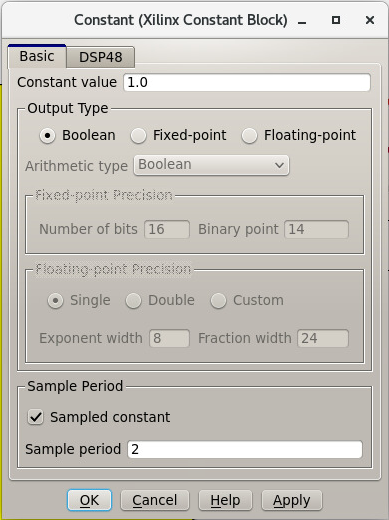 Constant (Xilinx Constant Block)
Basic DSP48
Constant value 1.0
Output Type
Boolean Fixed-point Floating-point
Arithmetic type Boolean
Fixed-point Precision
Number of bits 16 Binary point 14
Floating-point Precision
Single Double Custom
Exponent width 8 Fraction width 24
Sample Period
Sampled constant
Sample period 2
OK Cancel Help Apply